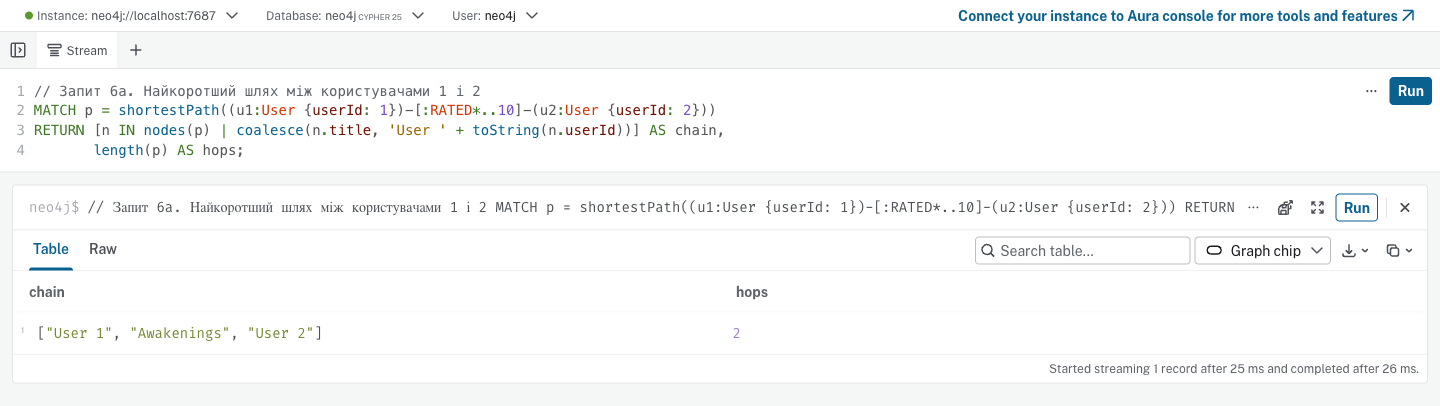 Instance: neo4j://localhost:7687 Database: neo4j CYPHER 25 User: neo4j Connect your instance to Aura console for more tools and features
Stream
1 // Запит 6а. Найкоротший шлях між користувачами 1 і 2
Run
2 MATCH p = shortestPath((u1:User {userId: 1})-[:RATED*..10]-(u2:User {userId: 2}))
3 RETURN [n IN nodes(p) | coalesce(n.title, 'User ' + toString(n.userId))] AS chain,
4 length(p) AS hops;
neo4j$ // Запит 6а. Найкоротший шлях між користувачами 1 і 2 MATCH p = shortestPath((u1:User {userId: 1})-[:RATED*..10]-(u2:User {userId: 2})) RETURN ... Run
Table Raw Search table... Graph chip
chain hops
1 ["User 1", "Awakenings", "User 2"] 2
Started streaming 1 record after 25 ms and completed after 26 ms.